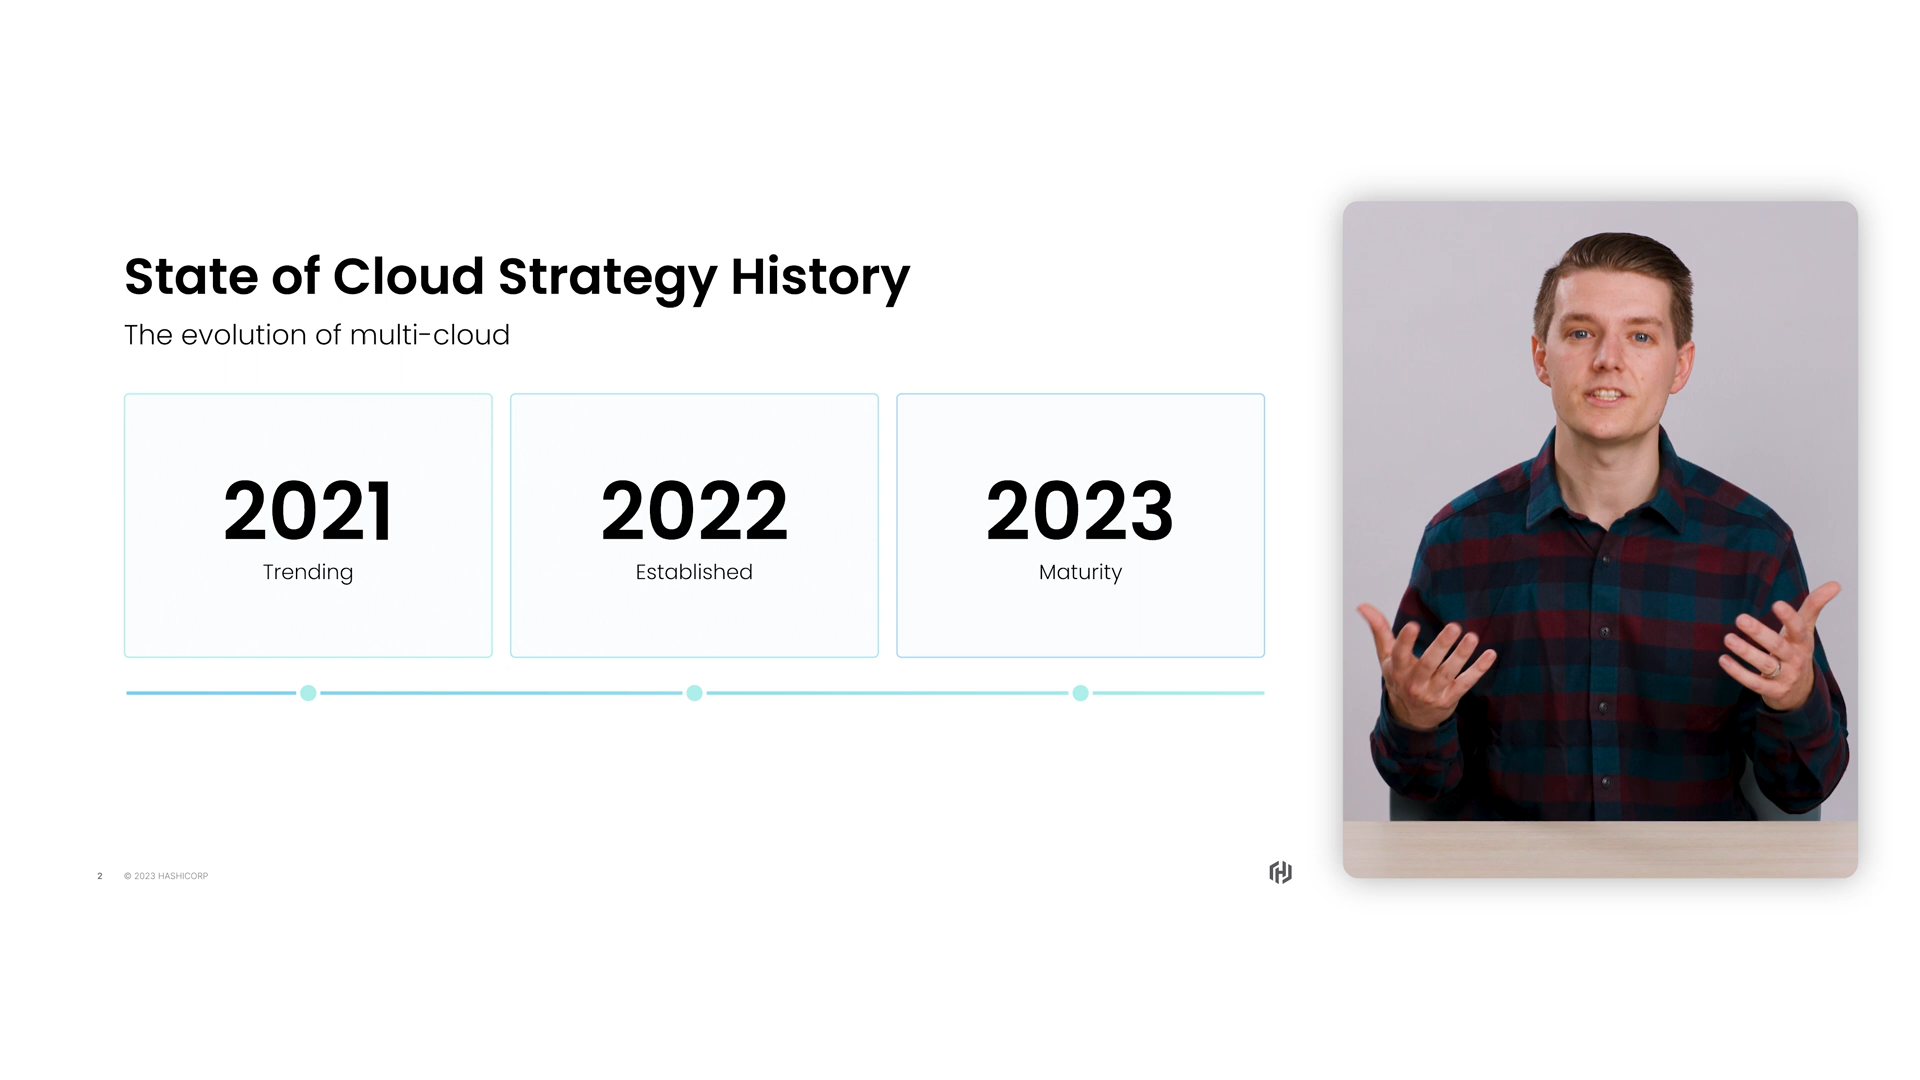 State of Cloud Strategy History
The evolution of multi-cloud
2021
Trending
2022
Established
2023
Maturity
2 © 2023 HASHICORP